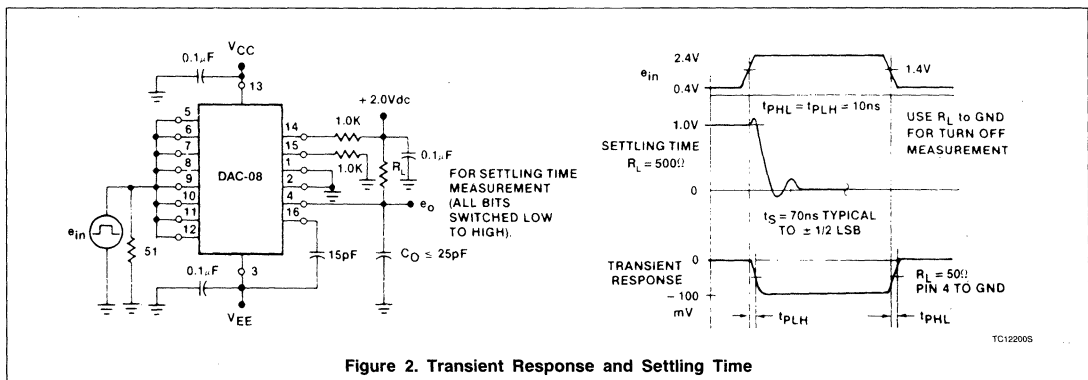 VCC
0.1µF
13
+ 2.0Vdc
5
6
7
8
9
10
11
12
DAC-08
14
15
1
2
4
16
1.0K
1.0K
RL
0.1µF
FOR SETTLING TIME
MEASUREMENT
(ALL BITS
SWITCHED LOW
TO HIGH).
eo
ein
51
0.1µF
3
15pF
CO ≤ 25pF
VEE
2.4V
ein
0.4V
1.4V
tPHL = tPLH = 10ns
USE RL to GND
FOR TURN OFF
MEASUREMENT
1.0V
SETTLING TIME
RL = 500Ω
0
tS = 70ns TYPICAL
TO ± 1/2 LSB
TRANSIENT
RESPONSE
0
− 100
mV
RL = 50Ω
PIN 4 TO GND
tPLH
tPHL
TC12200S
Figure 2. Transient Response and Settling Time